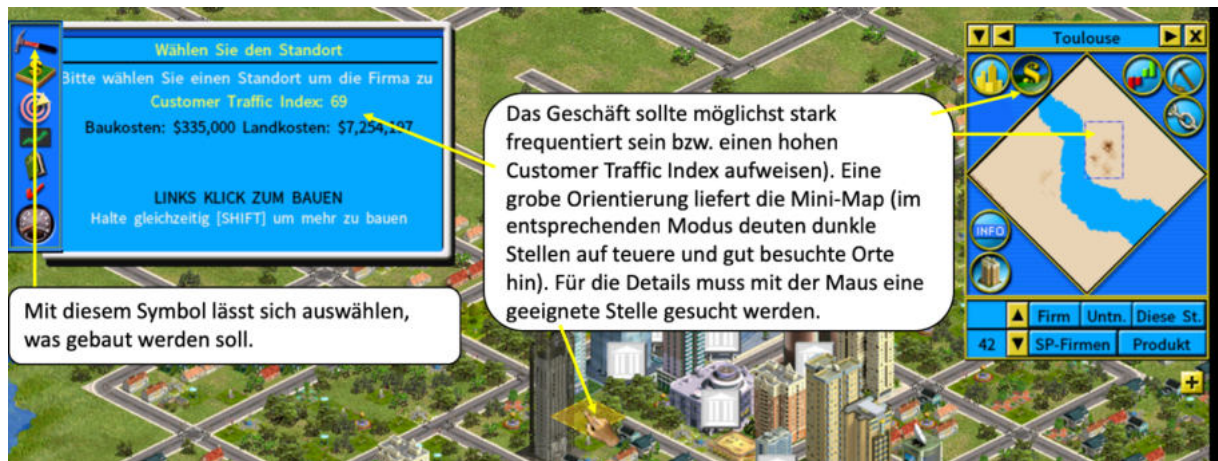 Wählen Sie den Standort
Bitte wählen Sie einen Standort um die Firma zu
Customer Traffic Index: 69
Baukosten: $335,000 Landkosten: $7,254,197
LINKS KLICK ZUM BAUEN
Halte gleichzeitig [SHIFT] um mehr zu bauen
Mit diesem Symbol lässt sich auswählen,
was gebaut werden soll.
Das Geschäft sollte möglichst stark
frequentiert sein bzw. einen hohen
Customer Traffic Index aufweisen). Eine
grobe Orientierung liefert die Mini-Map (im
entsprechenden Modus deuten dunkle
Stellen auf teuere und gut besuchte Orte
hin). Für die Details muss mit der Maus eine
geeignete Stelle gesucht werden.
Toulouse
INFO
Firm Untn. Diese St.
42 SP-Firmen Produkt